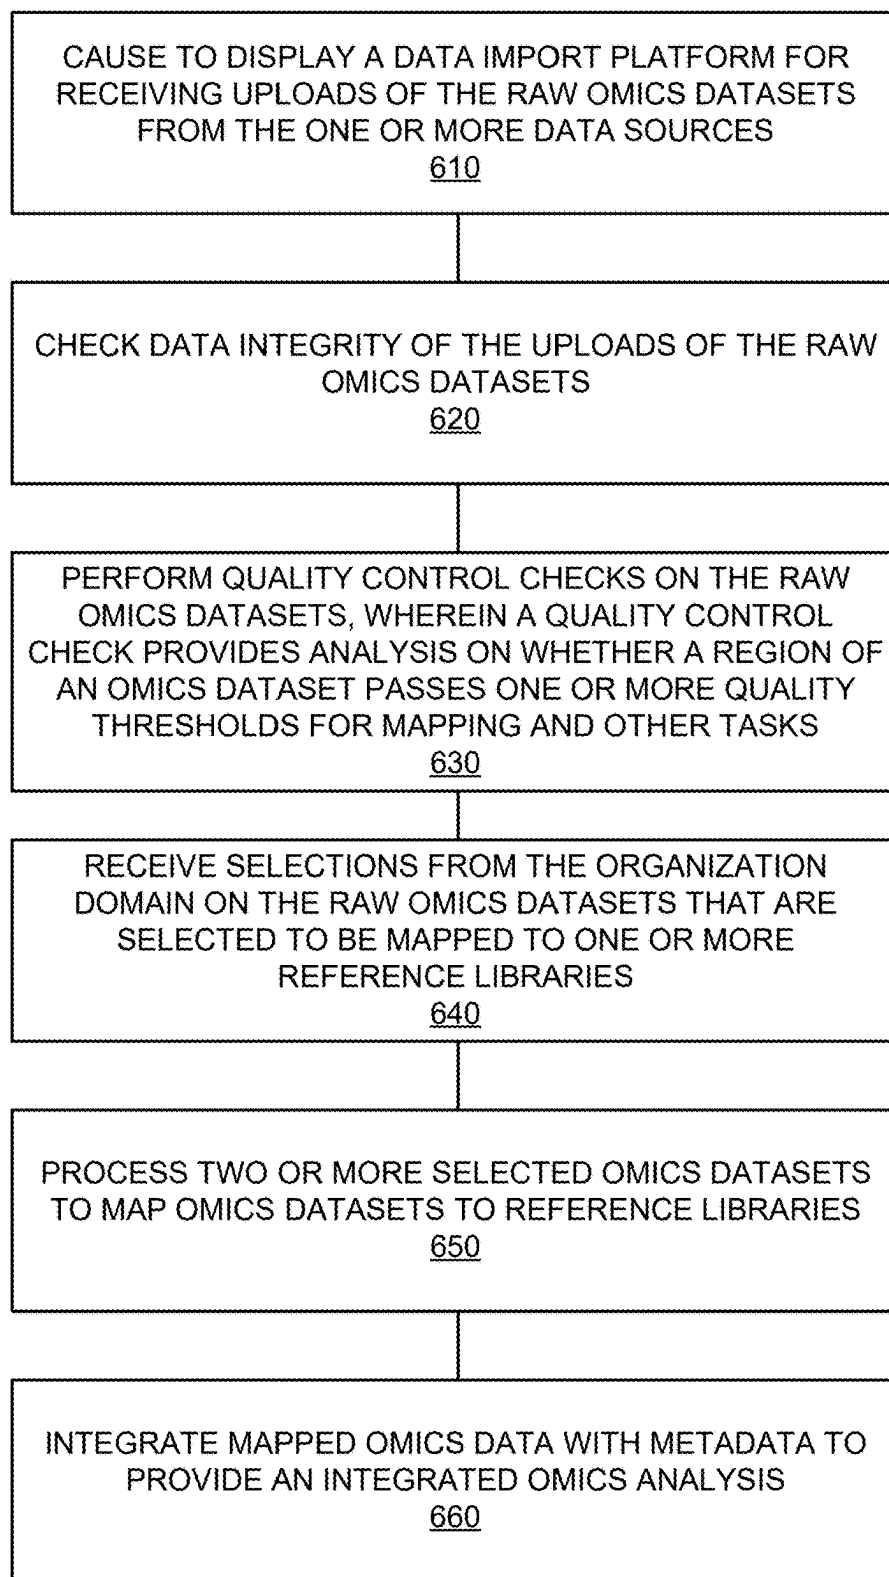 CAUSE TO DISPLAY A DATA IMPORT PLATFORM FOR
RECEIVING UPLOADS OF THE RAW OMICS DATASETS
FROM THE ONE OR MORE DATA SOURCES
610
CHECK DATA INTEGRITY OF THE UPLOADS OF THE RAW
OMICS DATASETS
620
PERFORM QUALITY CONTROL CHECKS ON THE RAW
OMICS DATASETS, WHEREIN A QUALITY CONTROL
CHECK PROVIDES ANALYSIS ON WHETHER A REGION OF
AN OMICS DATASET PASSES ONE OR MORE QUALITY
THRESHOLDS FOR MAPPING AND OTHER TASKS
630
RECEIVE SELECTIONS FROM THE ORGANIZATION
DOMAIN ON THE RAW OMICS DATASETS THAT ARE
SELECTED TO BE MAPPED TO ONE OR MORE
REFERENCE LIBRARIES
640
PROCESS TWO OR MORE SELECTED OMICS DATASETS
TO MAP OMICS DATASETS TO REFERENCE LIBRARIES
650
INTEGRATE MAPPED OMICS DATA WITH METADATA TO
PROVIDE AN INTEGRATED OMICS ANALYSIS
660